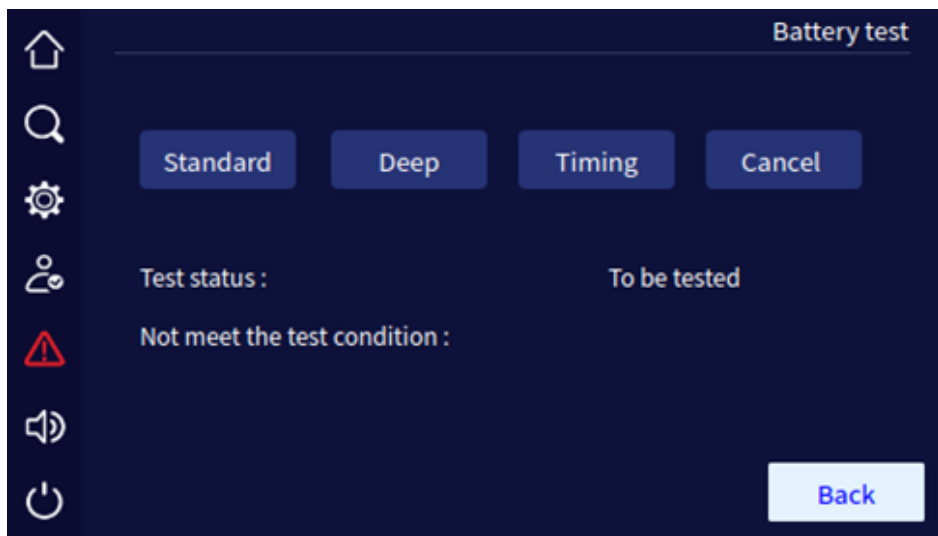 Battery test
Standard Deep Timing Cancel
Test status : To be tested
Not meet the test condition :
Back